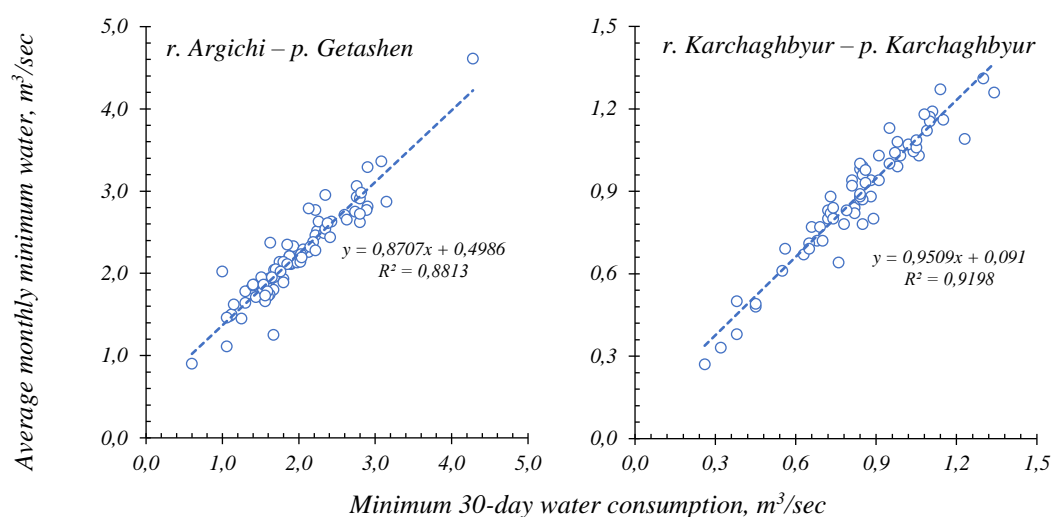 Average monthly minimum water, m³/sec
r. Argichi – p. Getashen
5,0
4,0
3,0
2,0
1,0
0,0
y = 0,8707x + 0,4986
R² = 0,8813
0,0 1,0 2,0 3,0 4,0 5,0
r. Karchaghbyur – p. Karchaghbyur
1,5
1,2
0,9
0,6
0,3
0,0
y = 0,9509x + 0,091
R² = 0,9198
0,0 0,3 0,6 0,9 1,2 1,5
Minimum 30-day water consumption, m³/sec